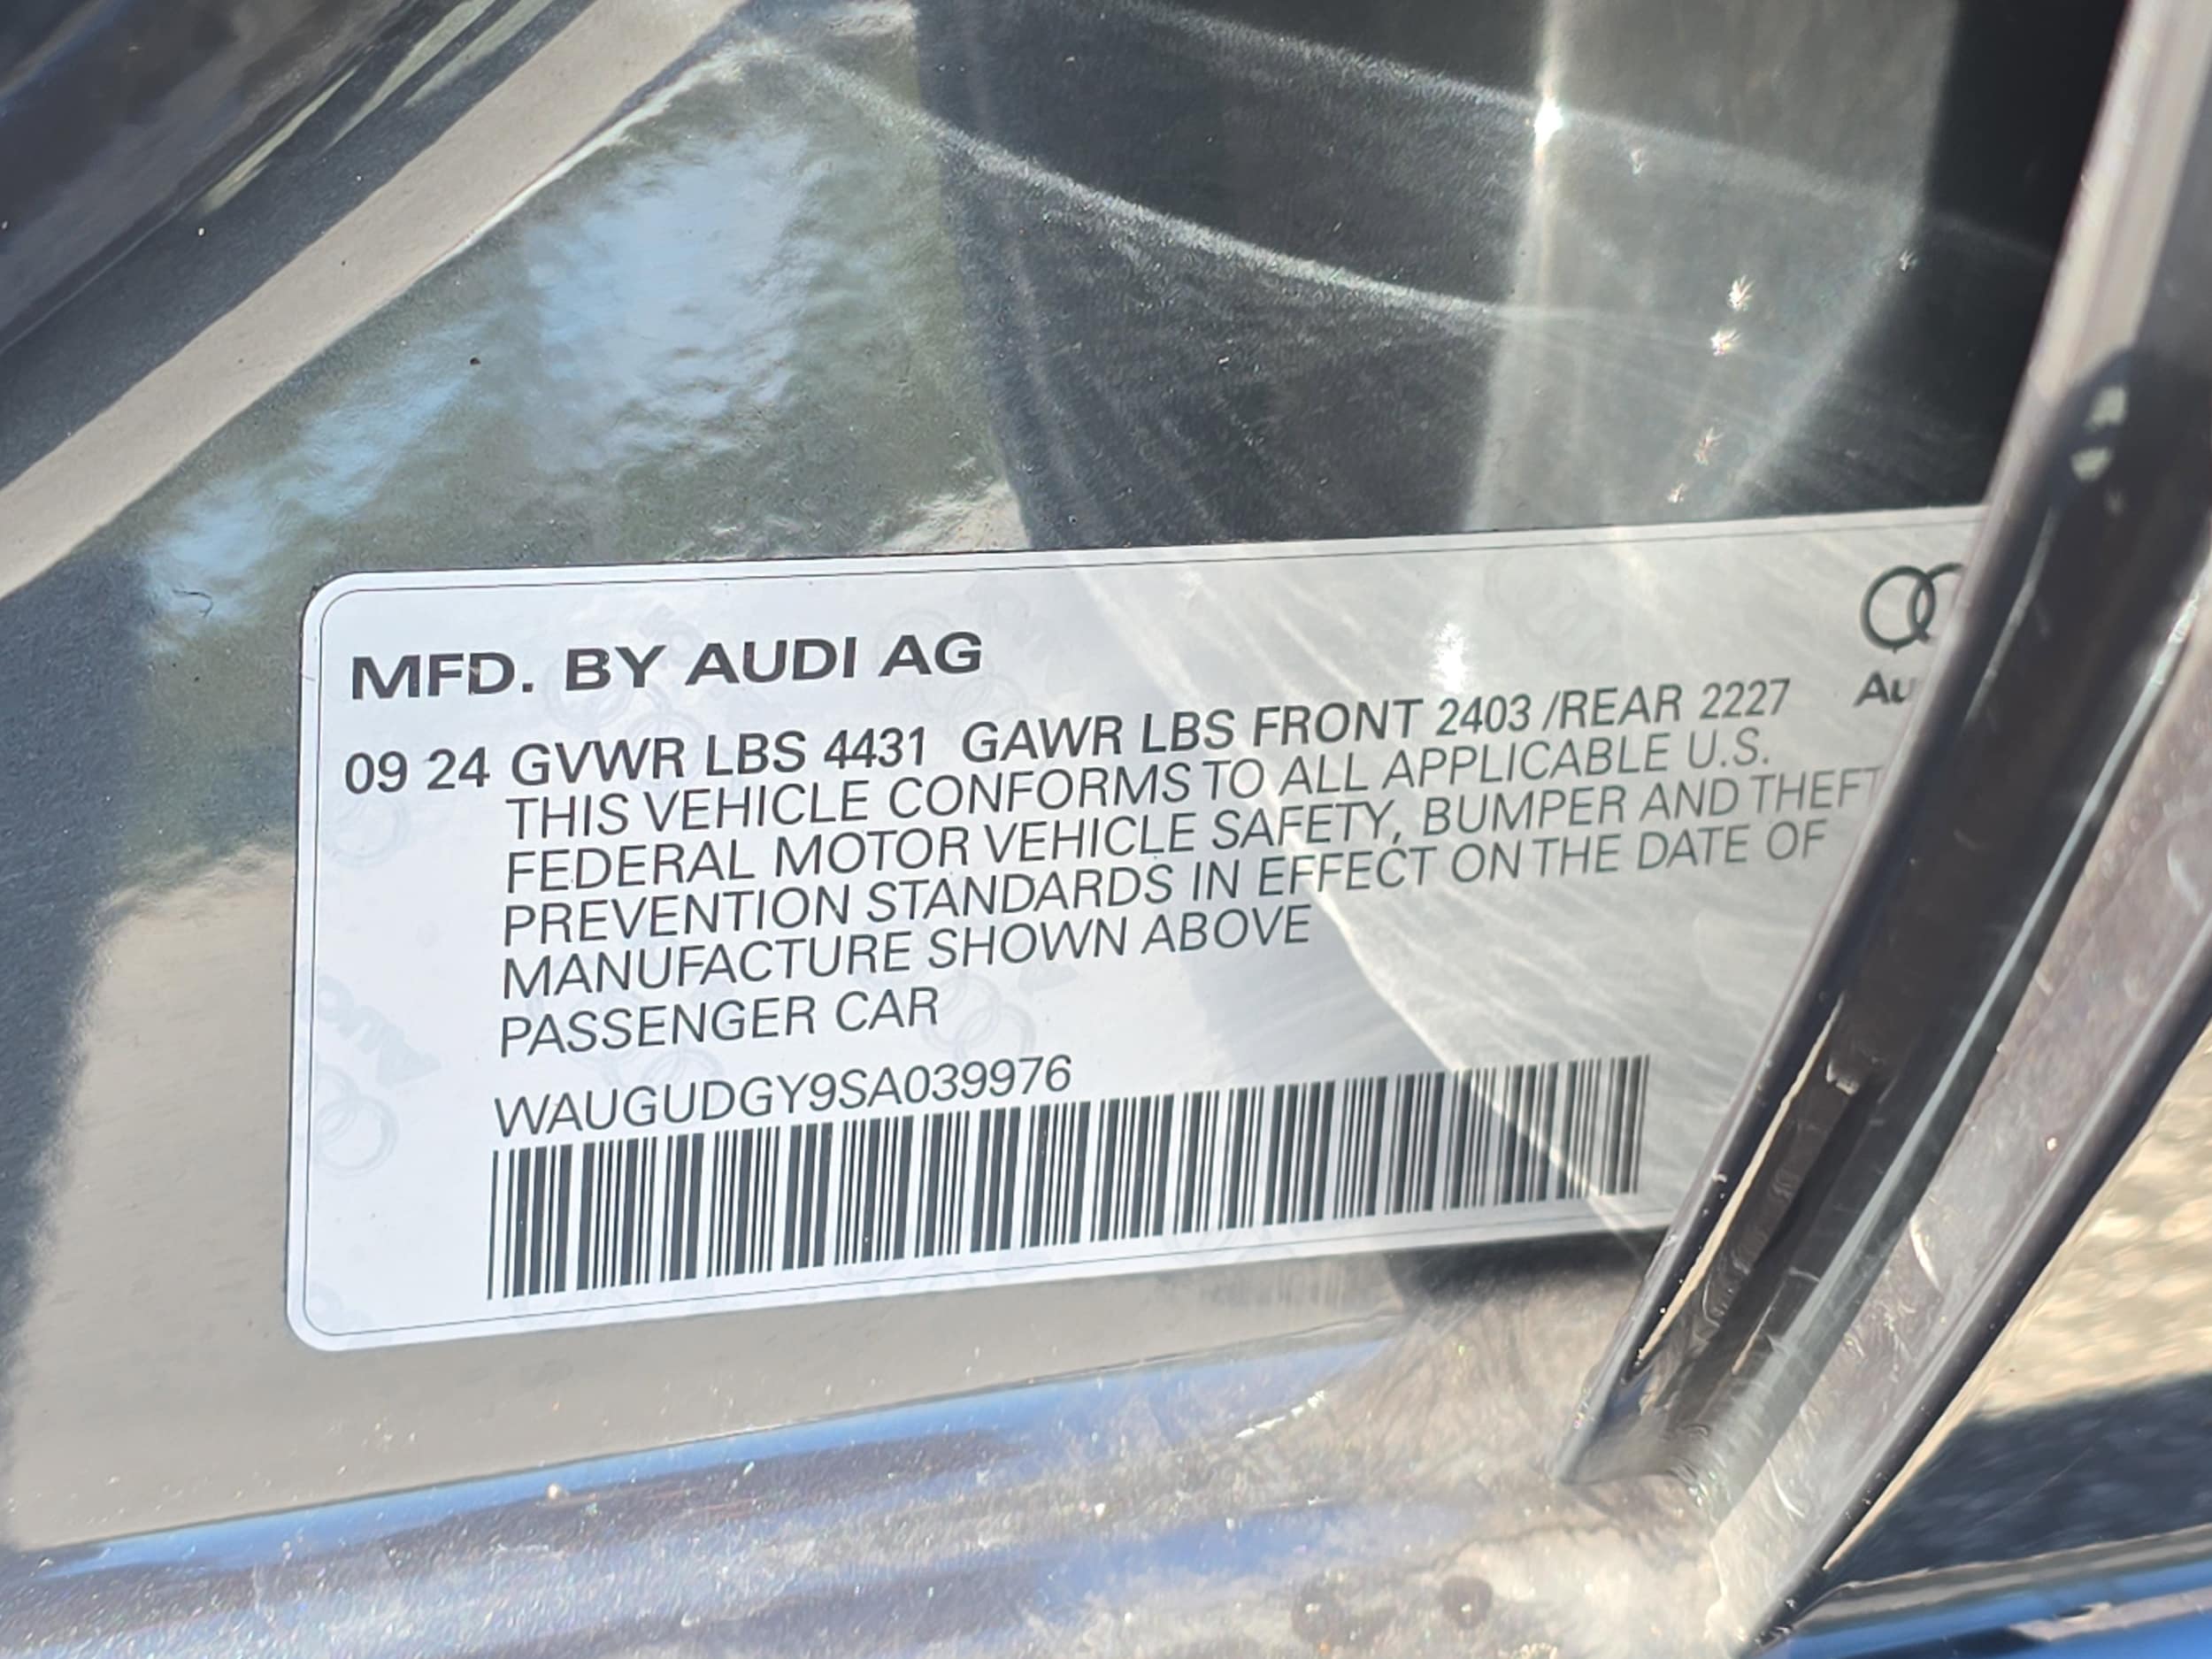 MFD. BY AUDI AG
09 24 GVWR LBS 4431 GAWR LBS FRONT 2403 /REAR 2227
THIS VEHICLE CONFORMS TO ALL APPLICABLE U.S.
FEDERAL MOTOR VEHICLE SAFETY, BUMPER AND THEFT
PREVENTION STANDARDS IN EFFECT ON THE DATE OF
MANUFACTURE SHOWN ABOVE
PASSENGER CAR
WAUGUDGY9SA039976